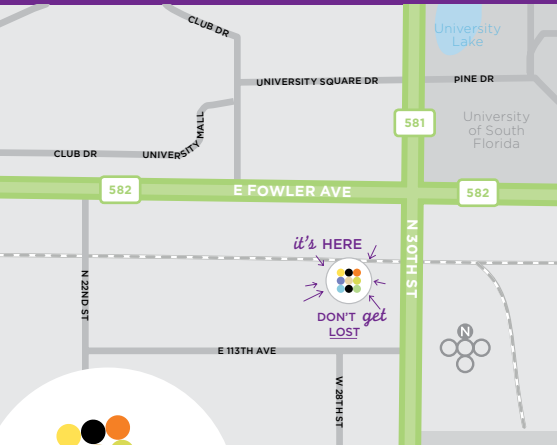 CLUB DR
University
Lake
UNIVERSITY SQUARE DR
PINE DR
581
University
of South
Florida
UNIVERSITY MALL
CLUB DR
582
E FOWLER AVE
582
N 30TH ST
it's HERE
N 22ND ST
DON'T get
LOST
N
E 113TH AVE
W 28TH ST